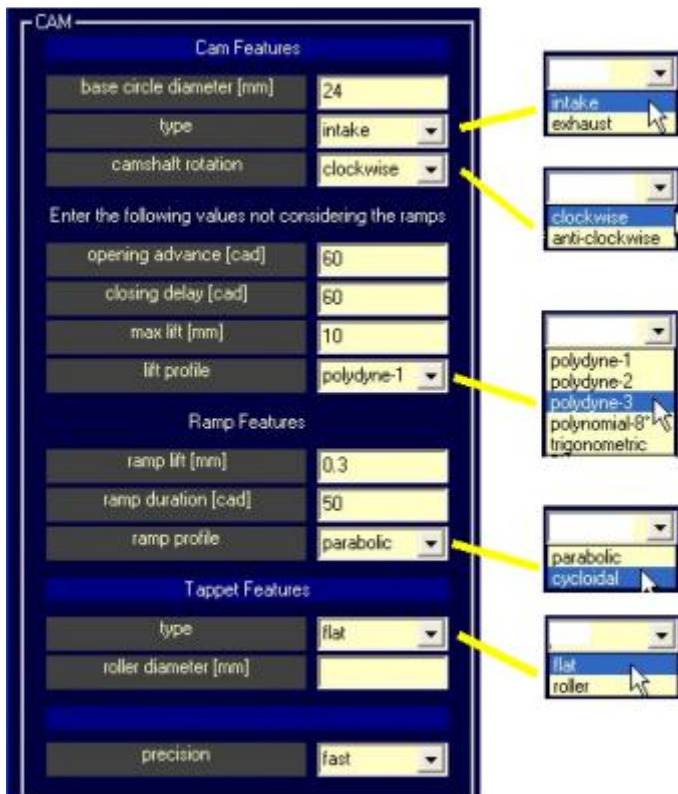 CAM
Cam Features
base circle diameter [mm] 24
type intake
camshaft rotation clockwise
Enter the following values not considering the ramps
opening advance [cad] 60
closing delay [cad] 60
max lift [mm] 10
lift profile polydyne-1
Ramp Features
ramp lift [mm] 0.3
ramp duration [cad] 50
ramp profile parabolic
Tappet Features
type flat
roller diameter [mm]
precision fast
intake
exhaust
clockwise
anti-clockwise
polydyne-1
polydyne-2
polydyne-3
polynomial-8°
trigonometric
parabolic
cycloidal
flat
roller